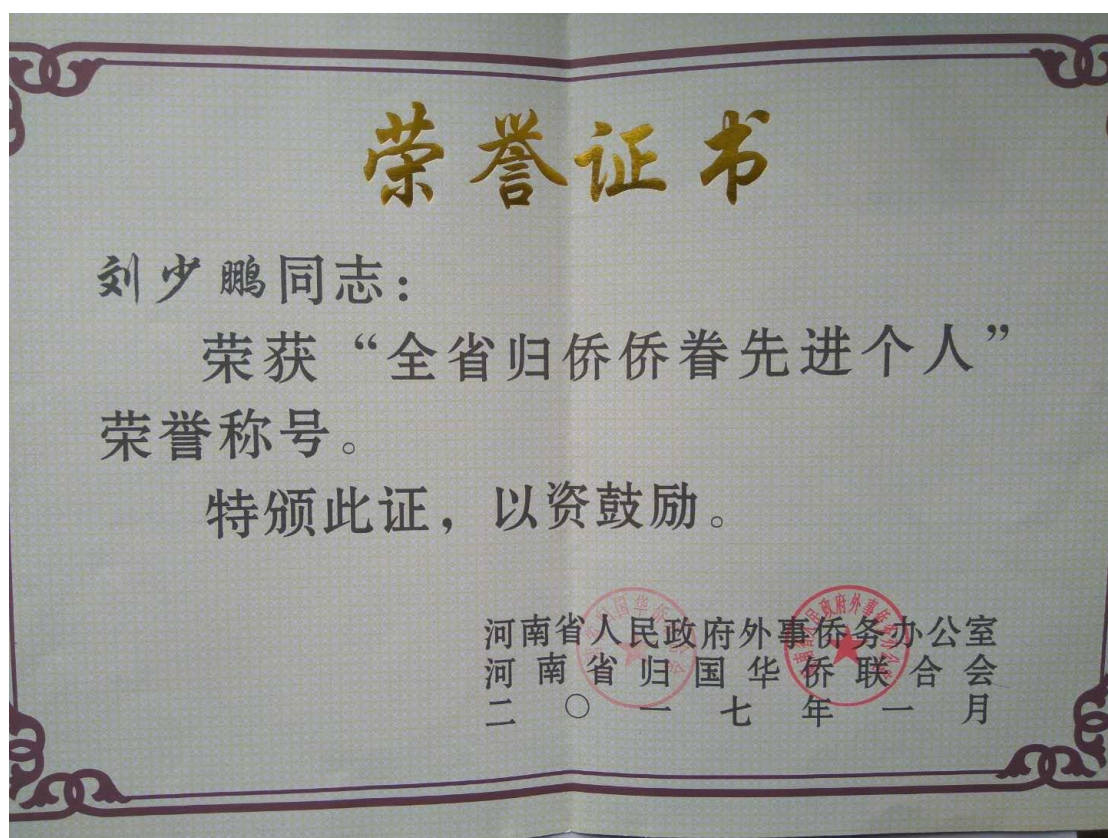 荣誉证书
刘少鹏同志：
荣获“全省归侨侨眷先进个人”
荣誉称号。
特颁此证，以资鼓励。
河南省人民政府外事侨务办公室
河南省归国华侨联合会
二〇一七年一月